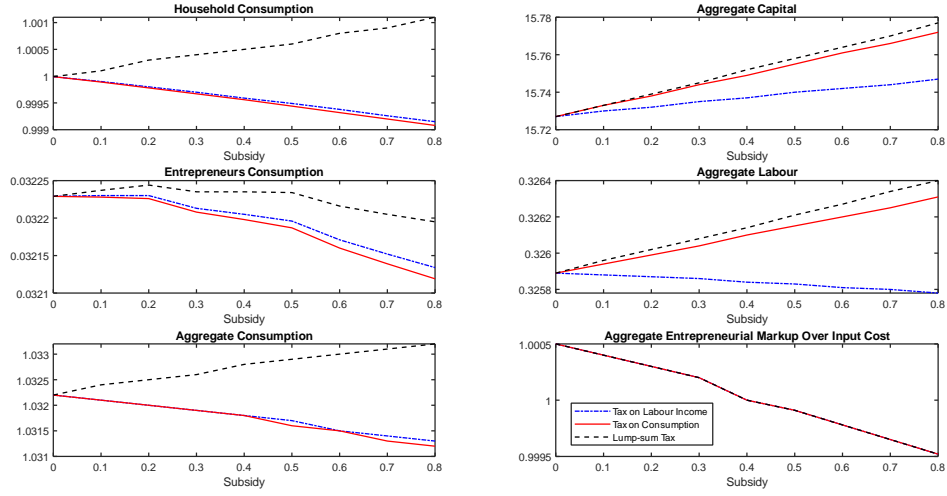 Household Consumption
1.001
1.0005
1
0.9995
0.999
0 0.1 0.2 0.3 0.4 0.5 0.6 0.7 0.8
Subsidy
Aggregate Capital
15.78
15.76
15.74
15.72
0 0.1 0.2 0.3 0.4 0.5 0.6 0.7 0.8
Subsidy
Entrepreneurs Consumption
0.03225
0.0322
0.03215
0.0321
0 0.1 0.2 0.3 0.4 0.5 0.6 0.7 0.8
Subsidy
Aggregate Labour
0.3264
0.3262
0.326
0.3258
0 0.1 0.2 0.3 0.4 0.5 0.6 0.7 0.8
Subsidy
Aggregate Consumption
1.033
1.0325
1.032
1.0315
1.031
0 0.1 0.2 0.3 0.4 0.5 0.6 0.7 0.8
Subsidy
Aggregate Entrepreneurial Markup Over Input Cost
1.0005
1
0.9995
Tax on Labour Income
Tax on Consumption
Lump-sum Tax
0 0.1 0.2 0.3 0.4 0.5 0.6 0.7 0.8
Subsidy